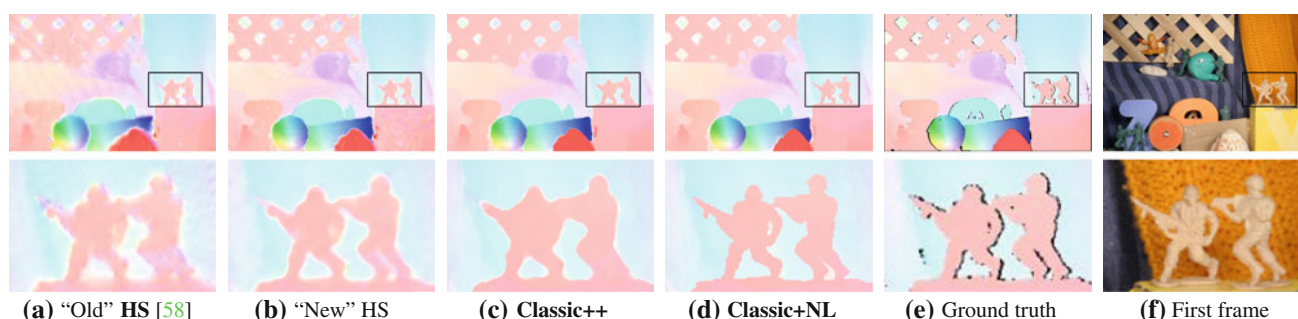 (a) “Old” HS [58] (b) “New” HS (c) Classic++ (d) Classic+NL (e) Ground truth (f) First frame